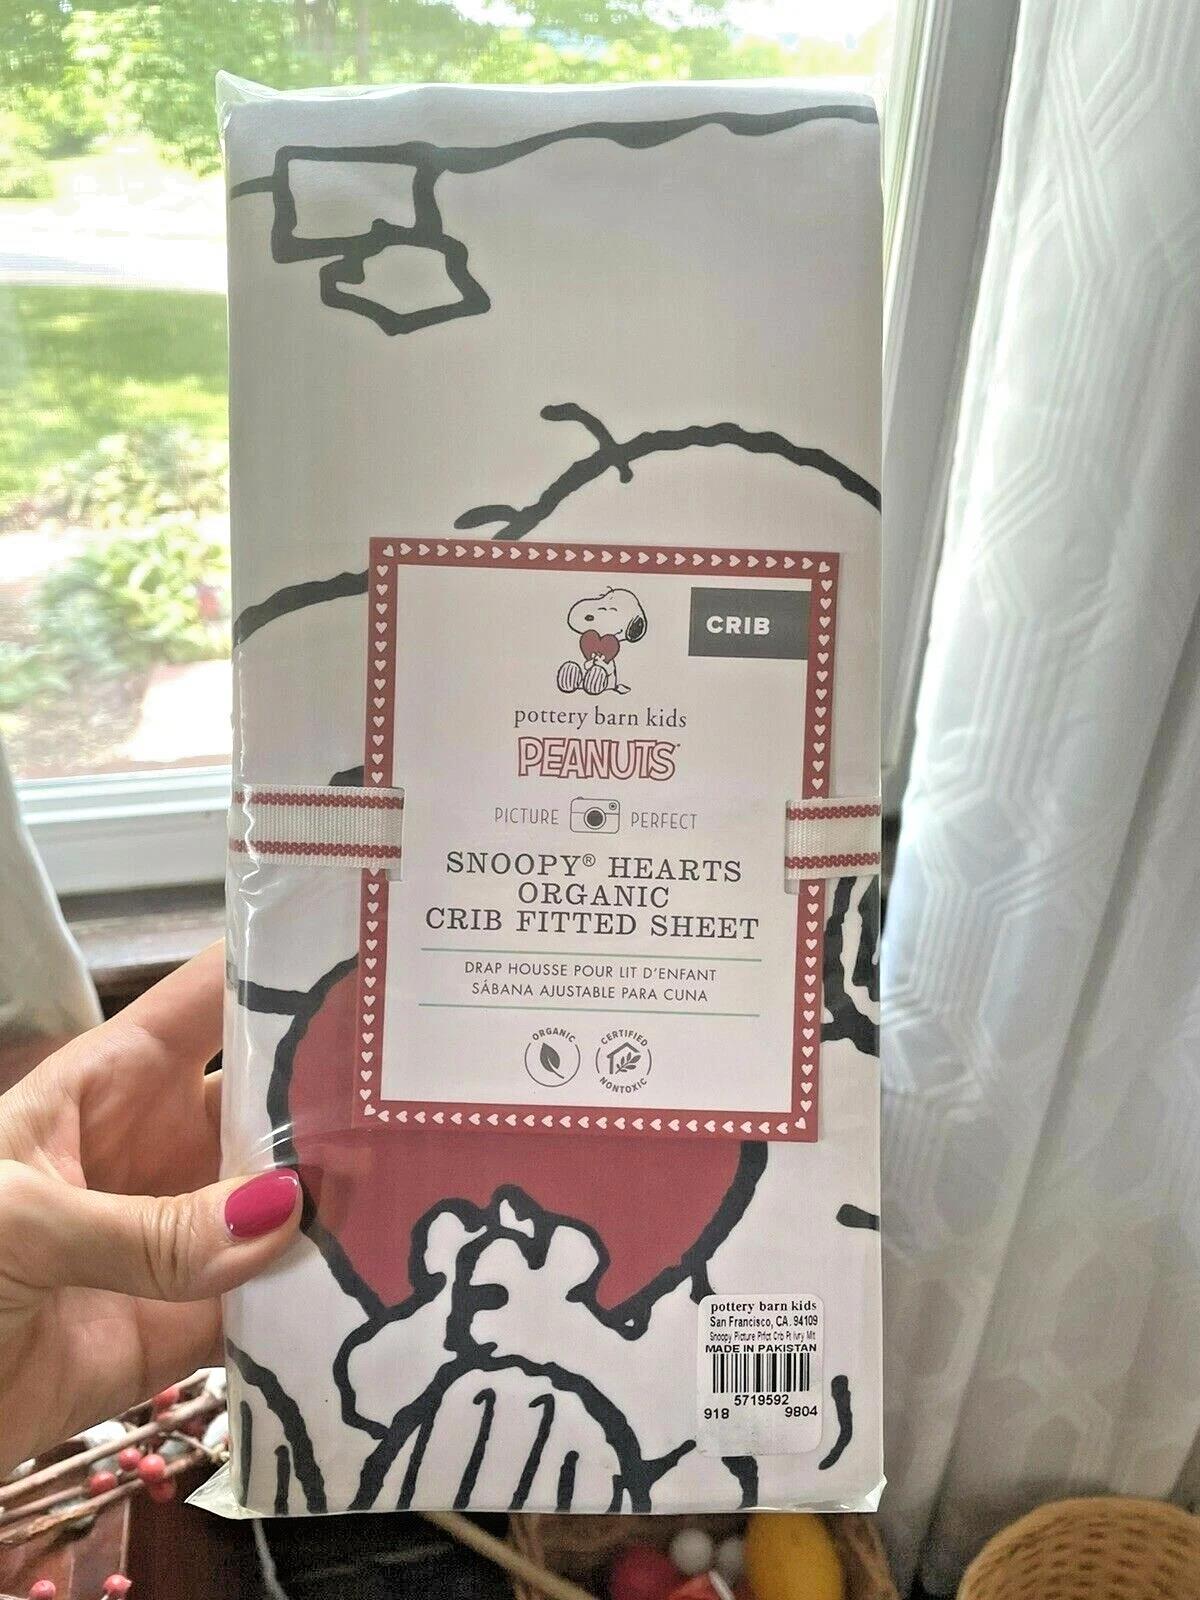 CRIB
pottery barn kids
PEANUTS
PICTURE PERFECT
SNOOPY® HEARTS
ORGANIC
CRIB FITTED SHEET
DRAP HOUSSE POUR LIT D'ENFANT
SÁBANA AJUSTABLE PARA CUNA
ORGANIC
CERTIFIED
NONTOXIC
pottery barn kids
San Francisco, CA. 94109
Snoopy Picture Prfct Crb Ft Ivry Mlt
MADE IN PAKISTAN
5719592
918 9804